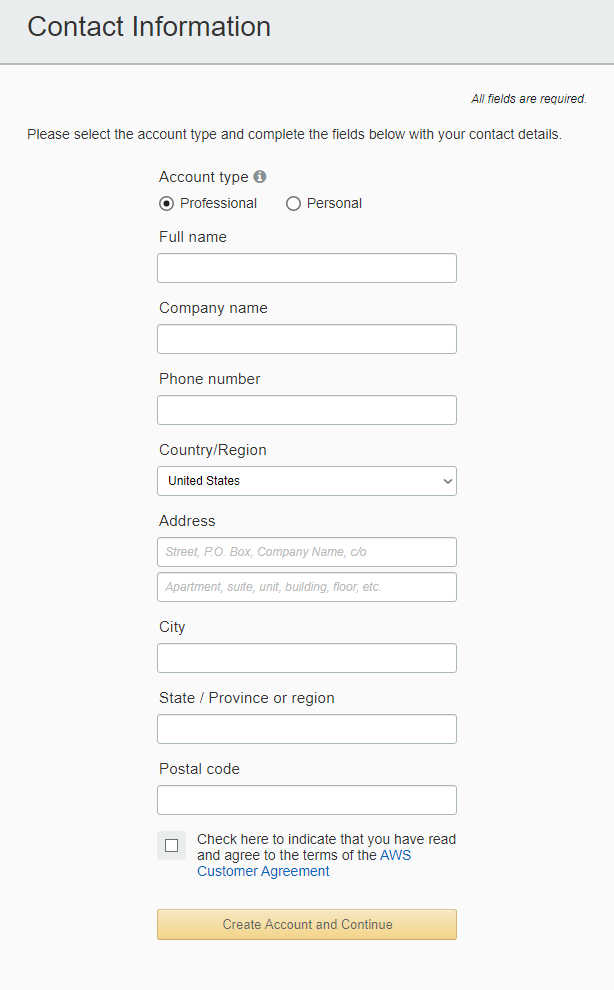 Contact Information
All fields are required.
Please select the account type and complete the fields below with your contact details.
Account type
Professional Personal
Full name
Company name
Phone number
Country/Region
United States
Address
Street, P.O. Box, Company Name, c/o
Apartment, suite, unit, building, floor, etc.
City
State / Province or region
Postal code
Check here to indicate that you have read
and agree to the terms of the AWS
Customer Agreement
Create Account and Continue